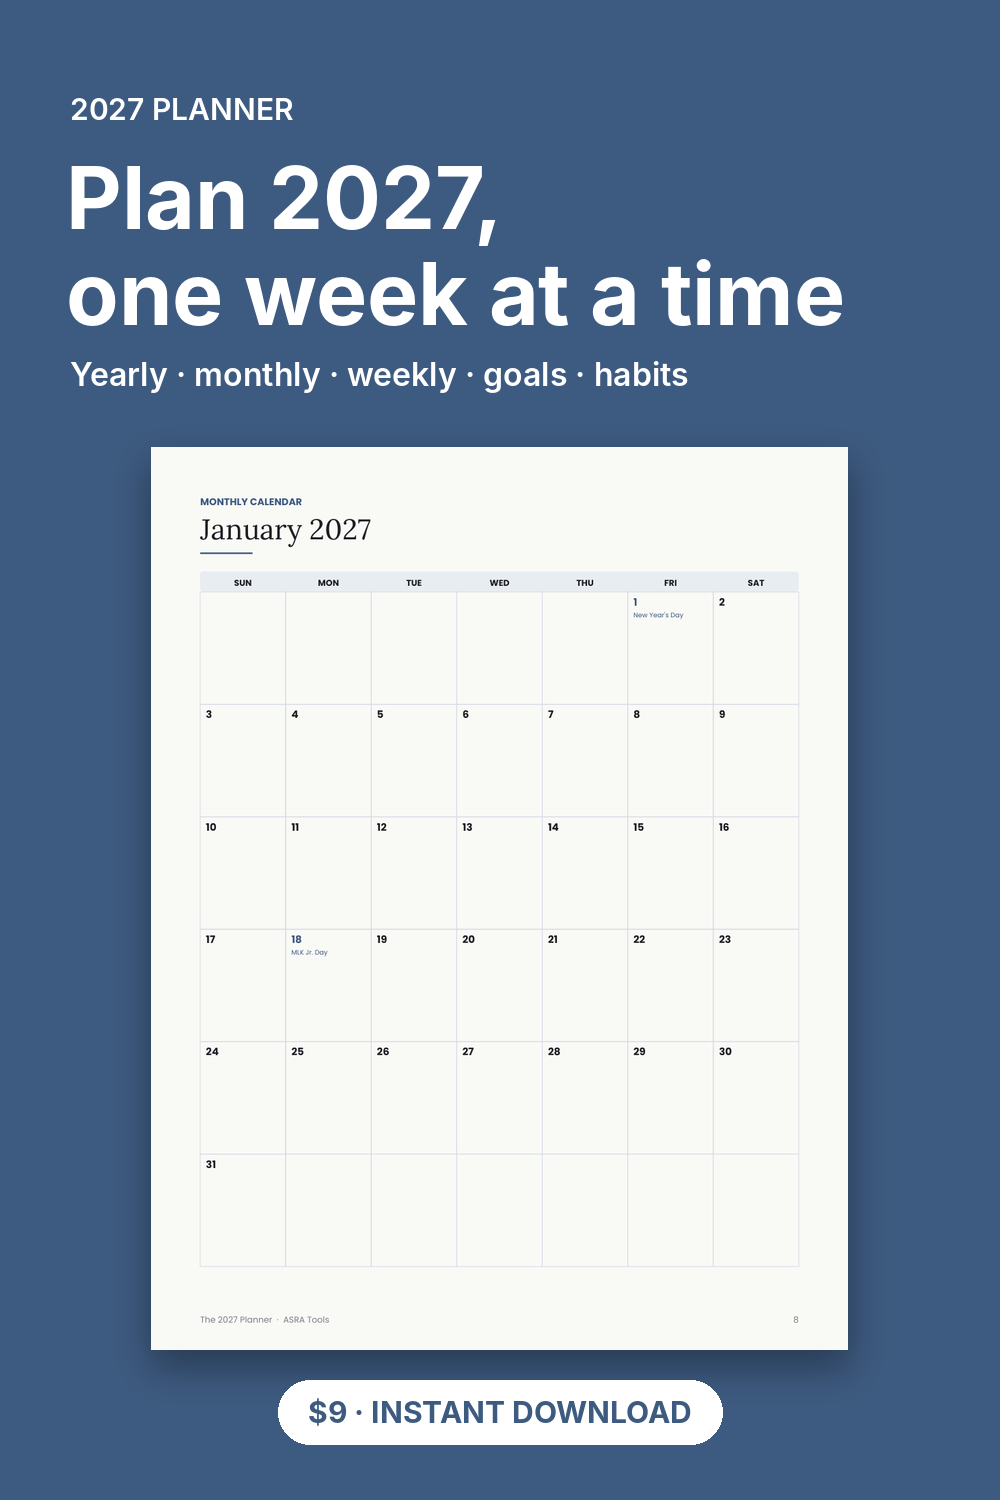 2027 PLANNER
Plan 2027,
one week at a time
Yearly · monthly · weekly · goals · habits
MONTHLY CALENDAR
January 2027
SUN MON TUE WED THU FRI SAT
1 2
New Year's Day
3 4 5 6 7 8 9
10 11 12 13 14 15 16
17 18 19 20 21 22 23
MLK Jr. Day
24 25 26 27 28 29 30
31
The 2027 Planner · ASRA Tools 8
$9 · INSTANT DOWNLOAD